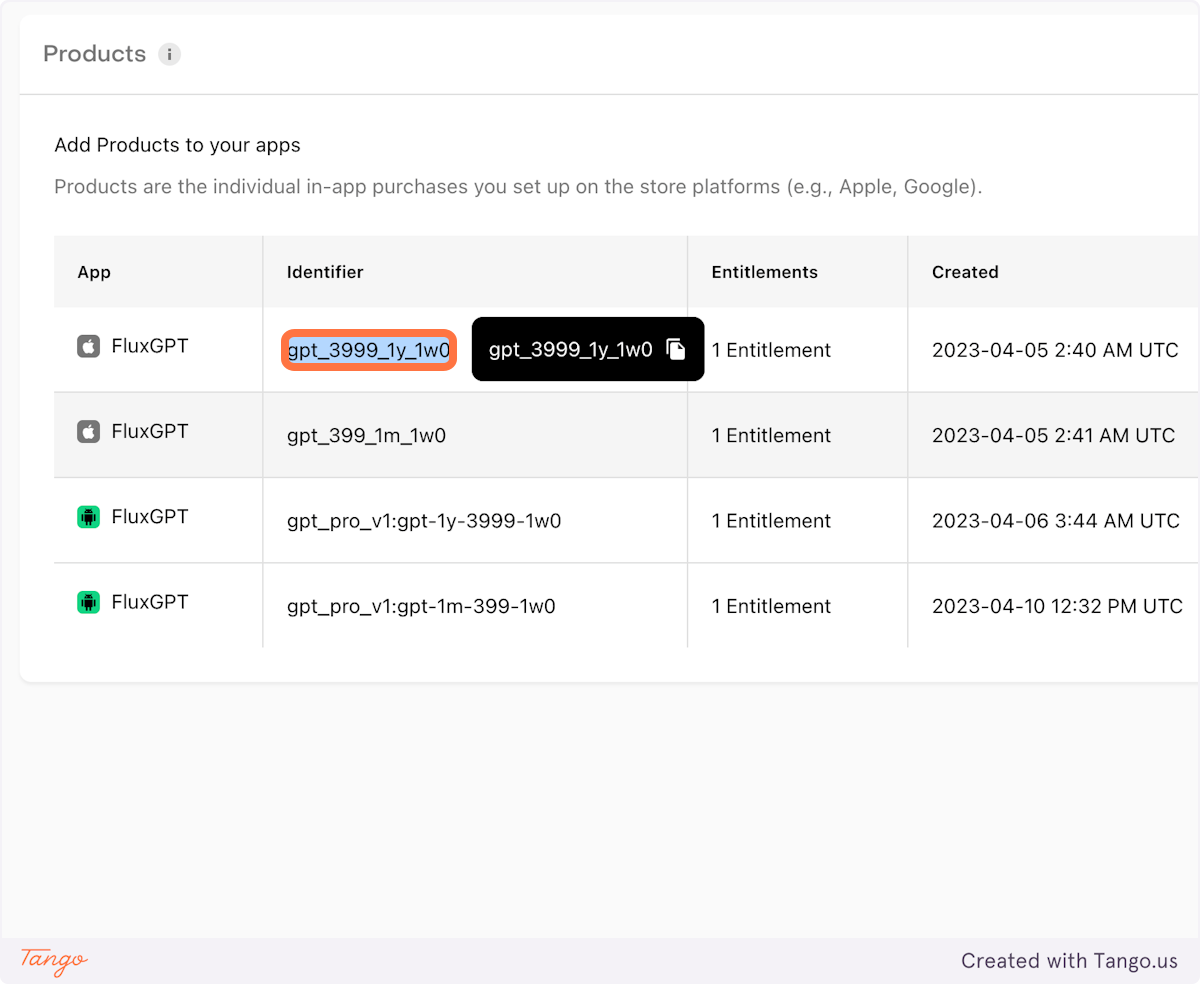 Products i
Add Products to your apps
Products are the individual in-app purchases you set up on the store platforms (e.g., Apple, Google).
App Identifier Entitlements Created
FluxGPT gpt_3999_1y_1w0 gpt_3999_1y_1w0 1 Entitlement 2023-04-05 2:40 AM UTC
FluxGPT gpt_399_1m_1w0 1 Entitlement 2023-04-05 2:41 AM UTC
FluxGPT gpt_pro_v1:gpt-1y-3999-1w0 1 Entitlement 2023-04-06 3:44 AM UTC
FluxGPT gpt_pro_v1:gpt-1m-399-1w0 1 Entitlement 2023-04-10 12:32 PM UTC
Tango Created with Tango.us